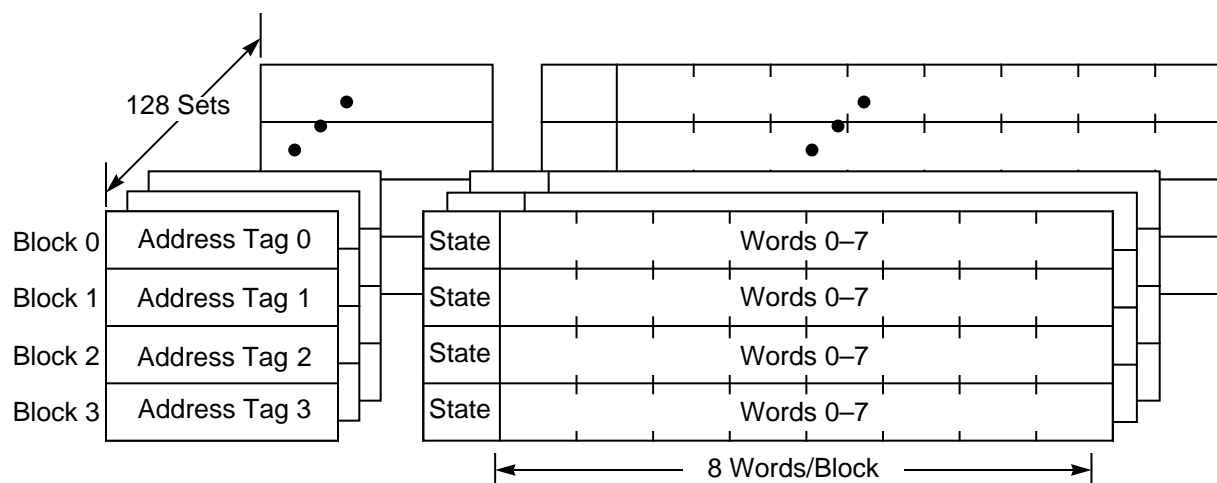 128 Sets
Block 0 Address Tag 0 State Words 0–7
Block 1 Address Tag 1 State Words 0–7
Block 2 Address Tag 2 State Words 0–7
Block 3 Address Tag 3 State Words 0–7
8 Words/Block